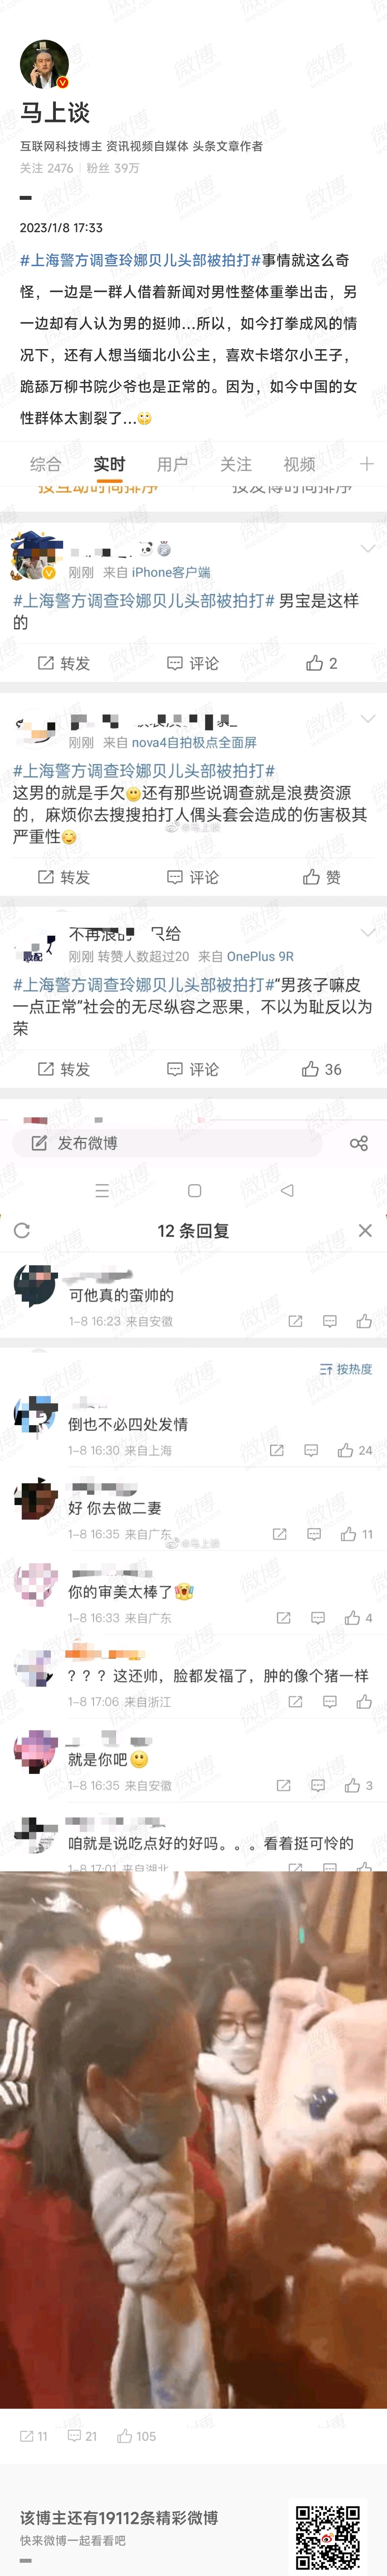 马上谈
互联网科技博主 资讯视频自媒体 头条文章作者
关注 2476 | 粉丝 39万
2023/1/8 17:33
#上海警方调查玲娜贝儿头部被拍打#事情就这么奇
怪，一边是一群人借着新闻对男性整体重拳出击，另
一边却有人认为男的挺帅...所以，如今打拳成风的情
况下，还有人想当缅北小公主，喜欢卡塔尔小王子，
跪舔万柳书院少爷也是正常的。因为，如今中国的女
性群体太割裂了...🙄
综合 实时 用户 关注 视频
按互动时间排序 按发博时间排序
刚刚 来自 iPhone客户端
#上海警方调查玲娜贝儿头部被拍打# 男宝是这样
的
转发 评论 2
刚刚 来自 nova4自拍极点全面屏
#上海警方调查玲娜贝儿头部被拍打#
这男的就是手欠🙂还有那些说调查就是浪费资源
的，麻烦你去搜搜拍打人偶头套会造成的伤害极其
严重性😊
@马上谈
转发 评论 赞
刚刚 转赞人数超过20 来自 OnePlus 9R
#上海警方调查玲娜贝儿头部被拍打#“男孩子嘛皮
一点正常”社会的无尽纵容之恶果，不以为耻反以为
荣
转发 评论 36
发布微博
12 条回复
可他真的蛮帅的
1-8 16:23 来自安徽
按热度
倒也不必四处发情
1-8 16:30 来自上海 24
好 你去做二妻
1-8 16:35 来自广东 11
@马上谈
你的审美太棒了
1-8 16:33 来自广东 4
？？？ 这还帅，脸都发福了，肿的像个猪一样
1-8 17:06 来自浙江
就是你吧🙂
1-8 16:35 来自安徽 3
咱就是说吃点好的好吗。。。看着挺可怜的
1-8 17:01 来自湖北
11 21 105
该博主还有19112条精彩微博
快来微博一起看看吧